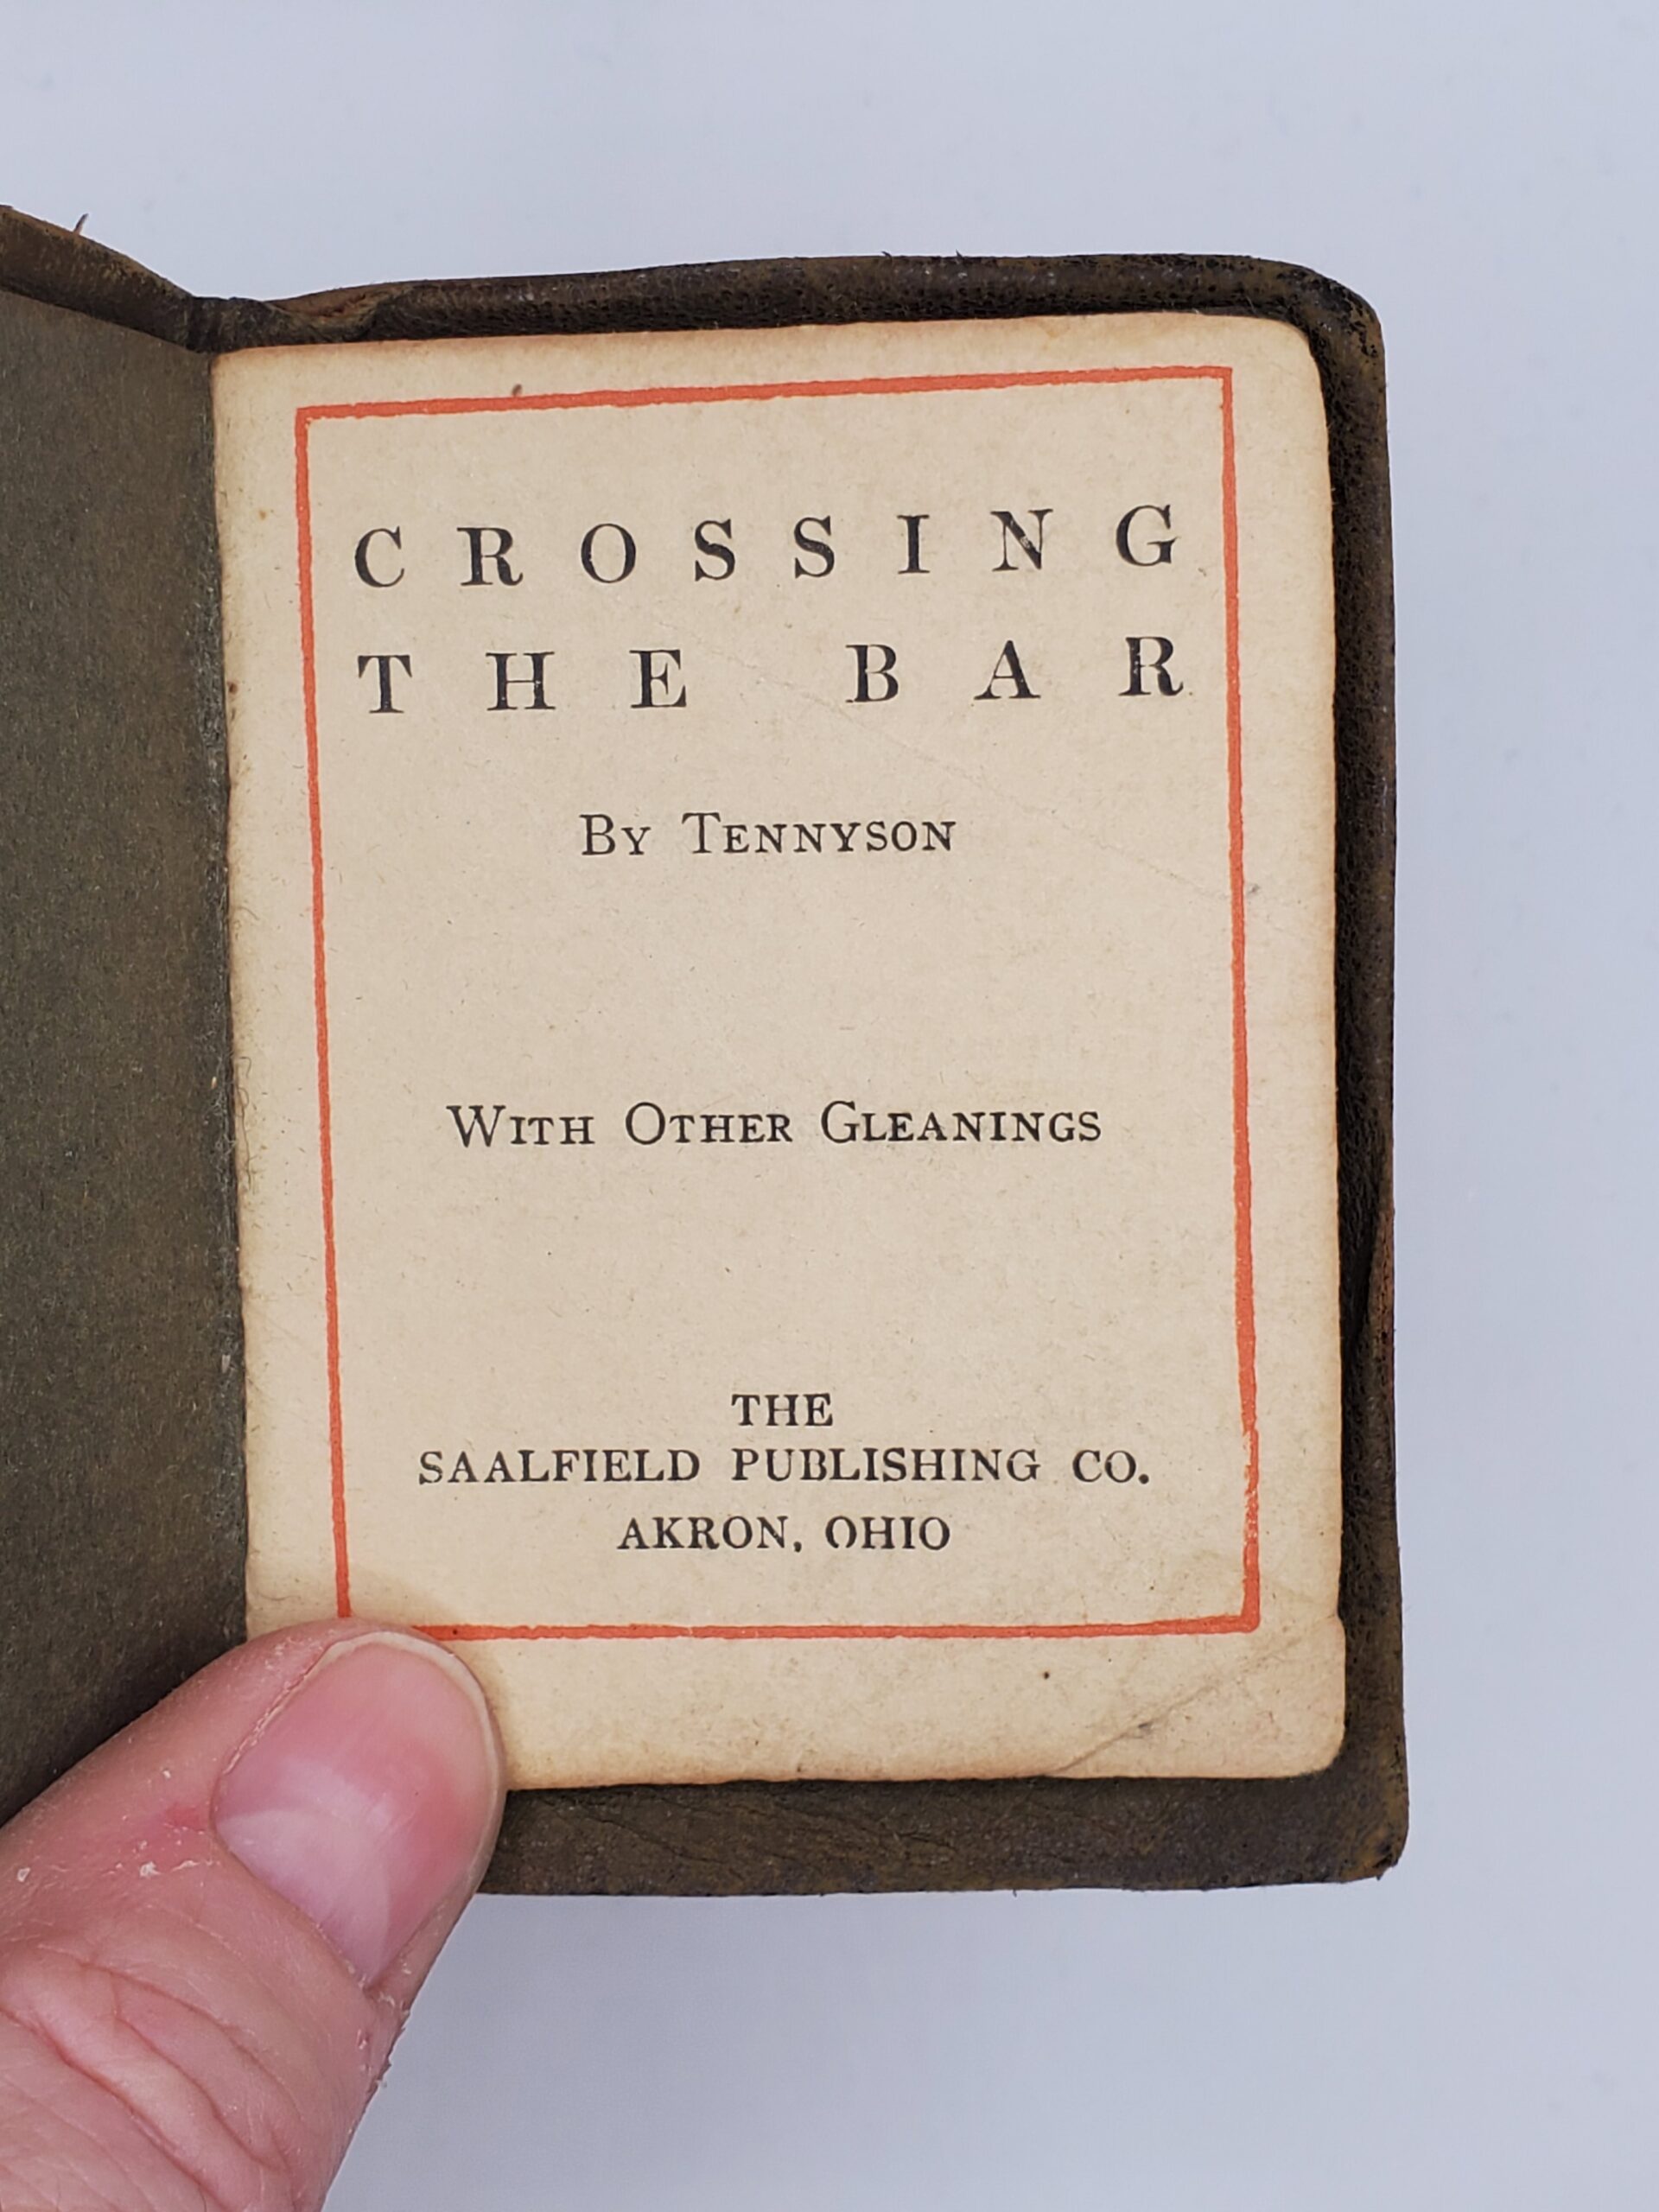 CROSSING
THE BAR
By Tennyson
With Other Gleanings
THE
SAALFIELD PUBLISHING CO.
AKRON, OHIO